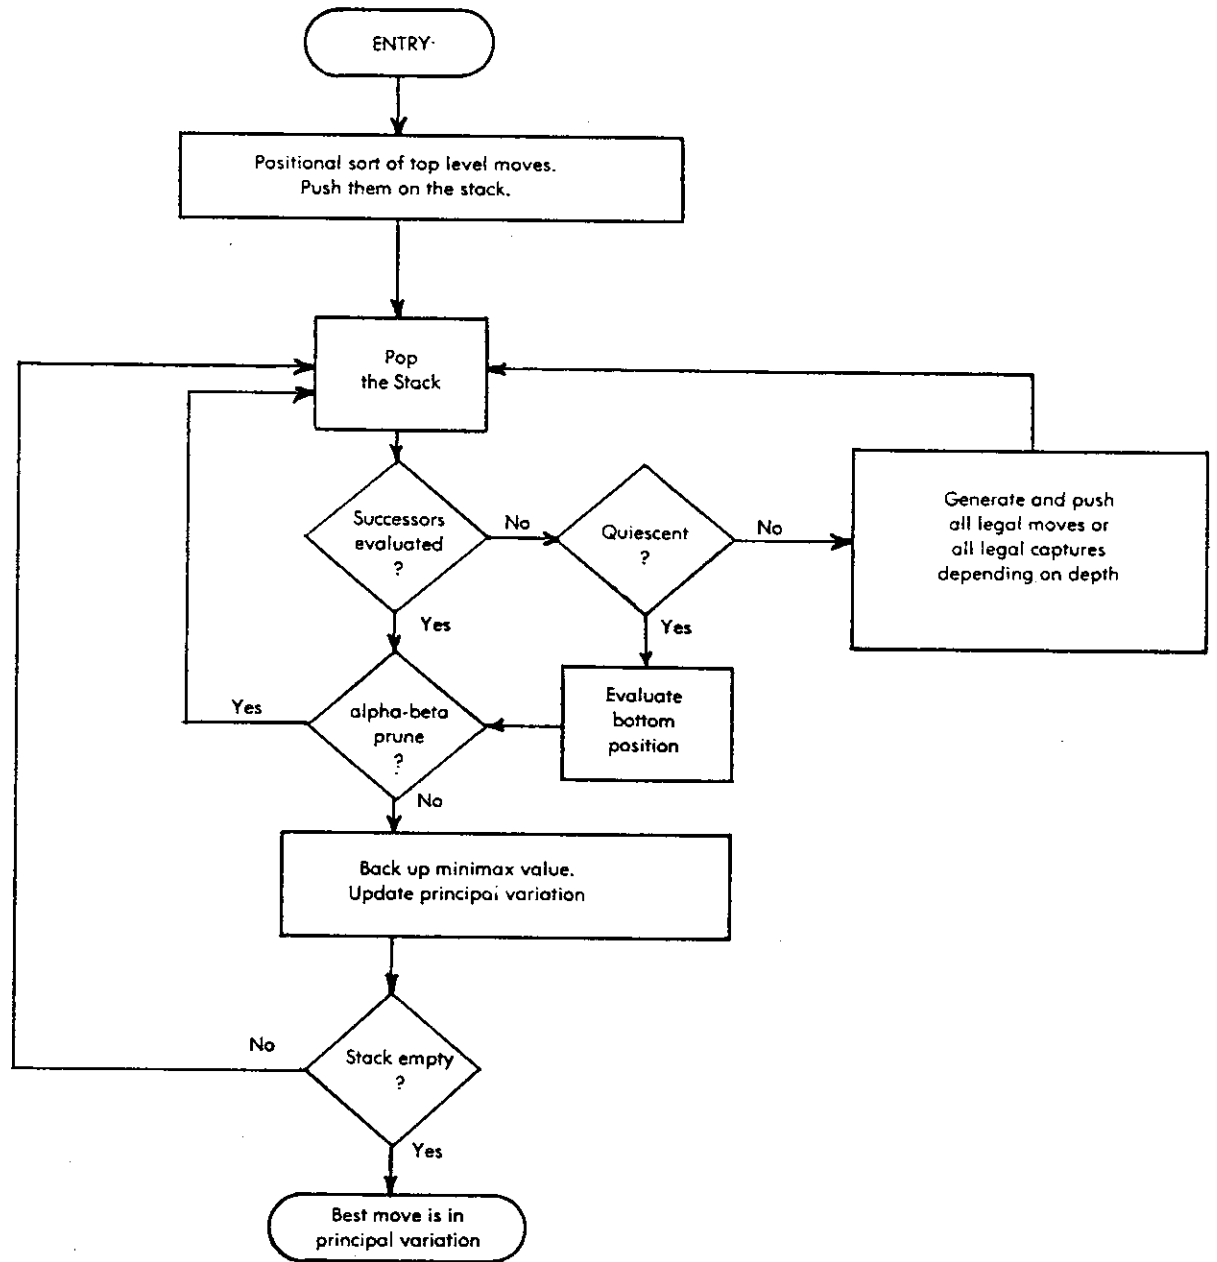 ENTRY
Positional sort of top level moves.
Push them on the stack.
Pop
the Stack
Successors
evaluated
?
No
Quiescent
?
No
Generate and push
all legal moves or
all legal captures
depending on depth
Yes
Yes
Yes
alpha-beta
prune
?
Evaluate
bottom
position
No
Back up minimax value.
Update principal variation
No
Stack empty
?
Yes
Best move is in
principal variation